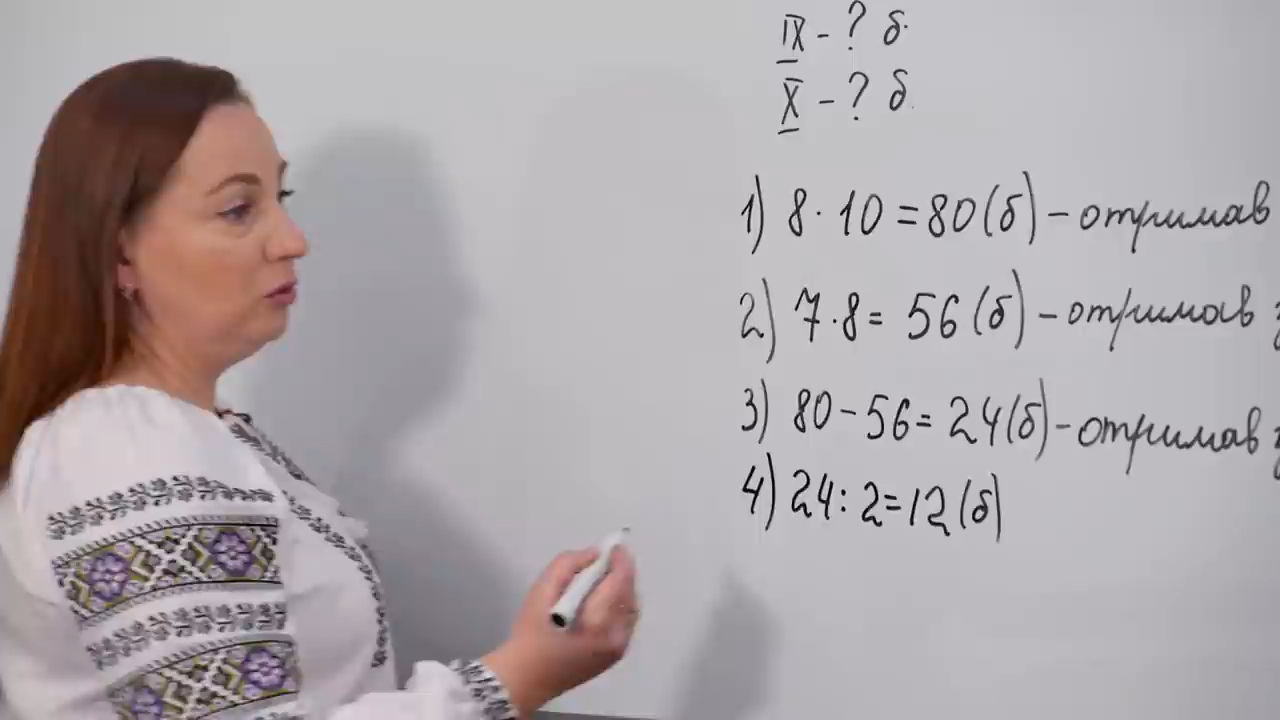 IX - ? б.
X - ? б.
1) 8 · 10 = 80 (б) - отримав
2) 7 · 8 = 56 (б) - отримав
3) 80 - 56 = 24 (б) - отримав
4) 24 : 2 = 12 (б)